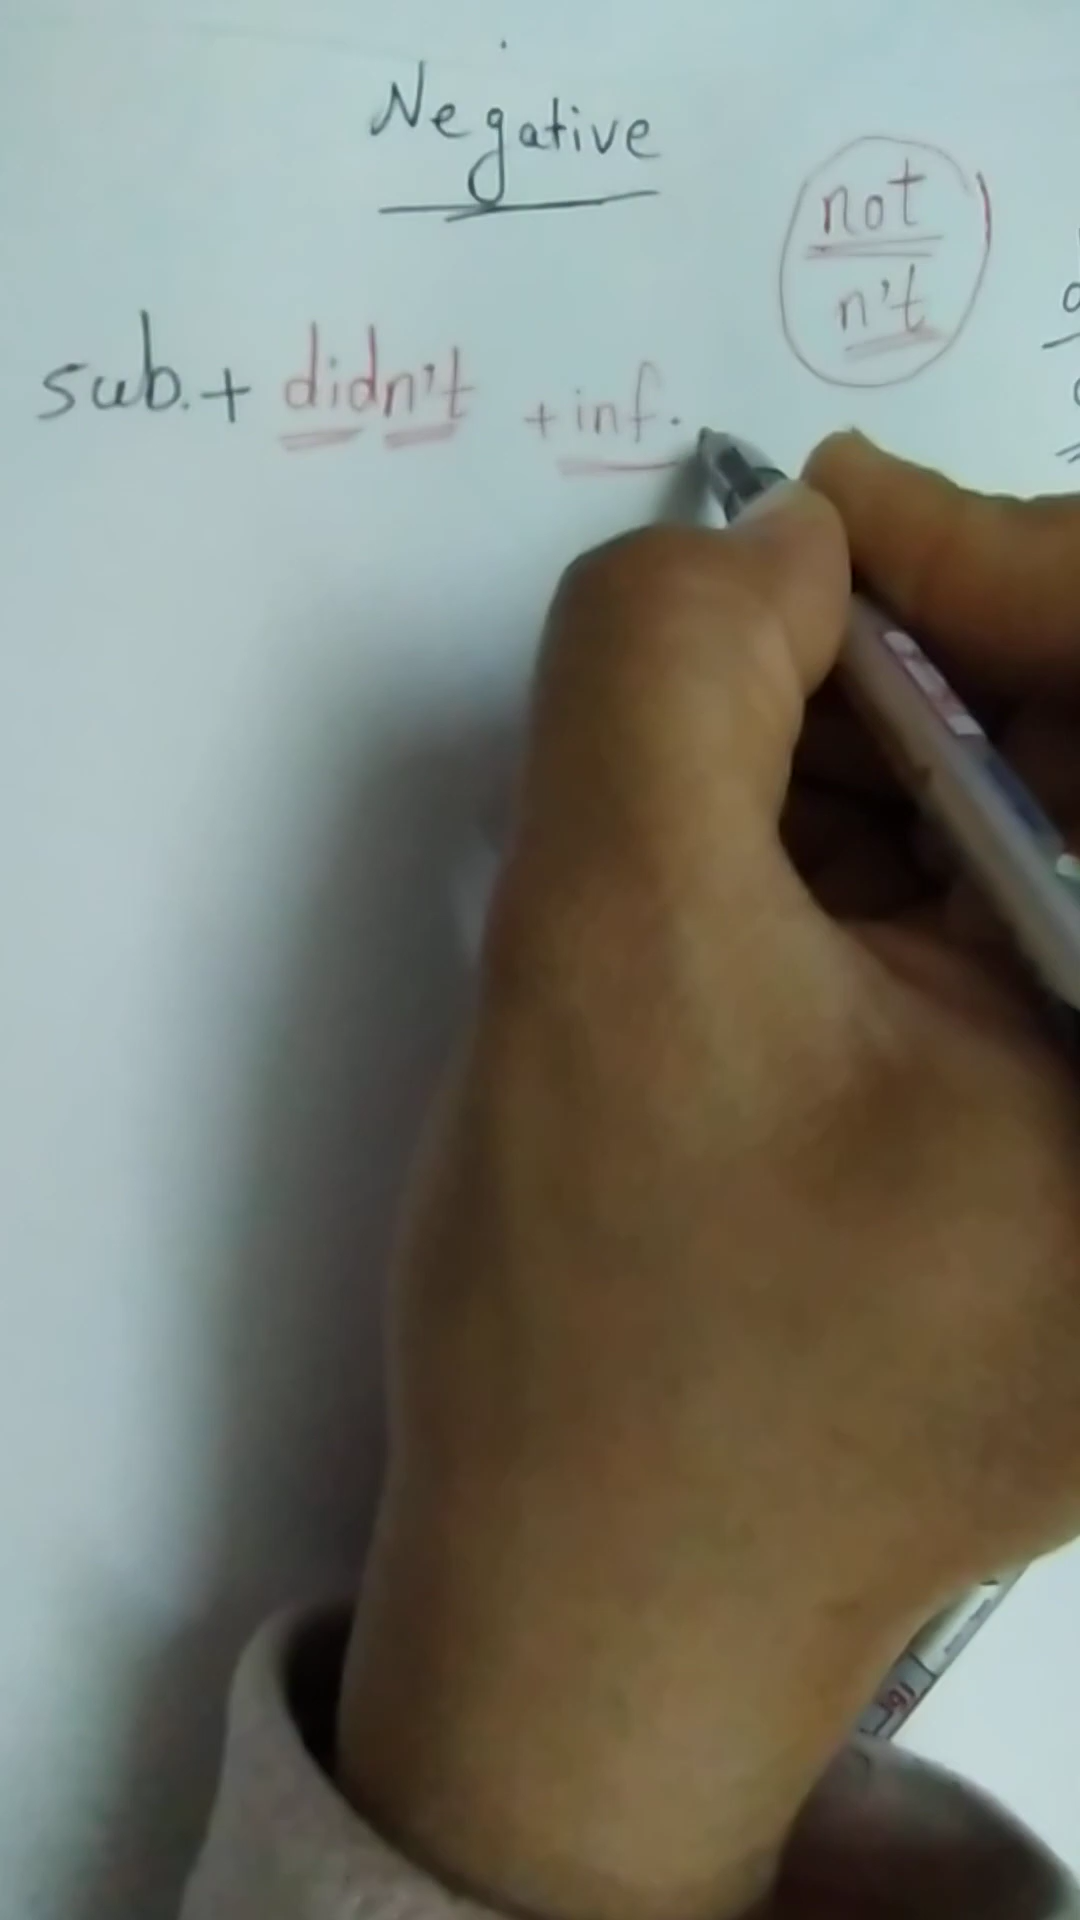 Negative
not
n't
sub. + didn't + inf.